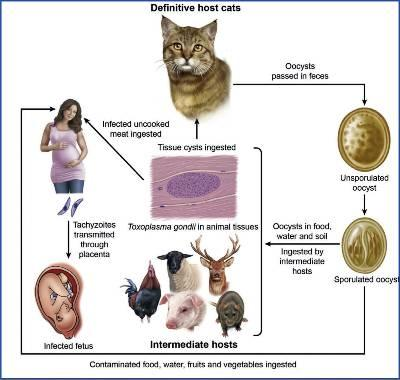 Definitive host cats
Oocysts
passed in feces
Infected uncooked
meat ingested
Tissue cysts ingested
Unsporulated
oocyst
Toxoplasma gondii in animal tissues
Tachyzoites
transmitted
through
placenta
Oocysts in food,
water and soil
Ingested by
intermediate
hosts
Sporulated oocyst
Infected fetus
Intermediate hosts
Contaminated food, water, fruits and vegetables ingested